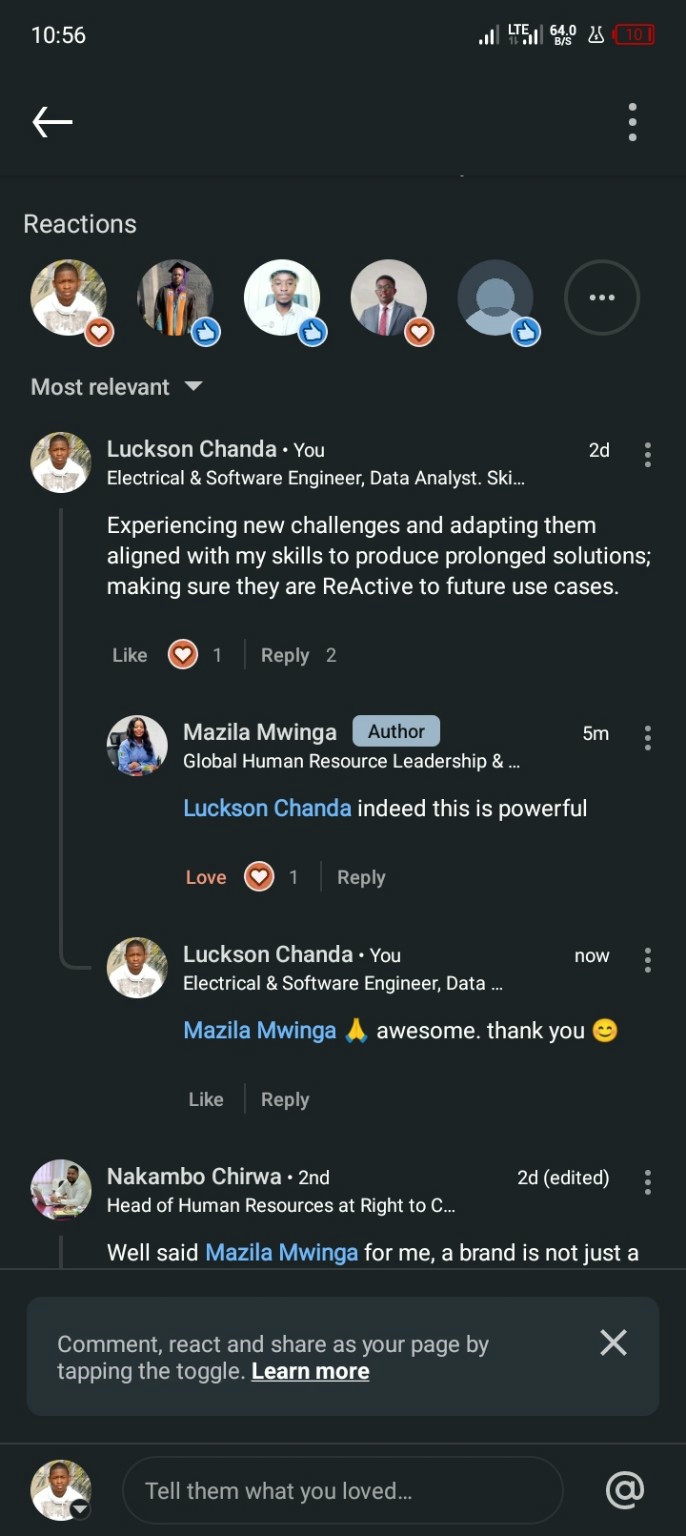 10:56
LTE 64.0 B/S 10
Reactions
Most relevant
Luckson Chanda • You 2d
Electrical & Software Engineer, Data Analyst. Ski...
Experiencing new challenges and adapting them
aligned with my skills to produce prolonged solutions;
making sure they are ReActive to future use cases.
Like 1 Reply 2
Mazila Mwinga Author 5m
Global Human Resource Leadership & ...
Luckson Chanda indeed this is powerful
Love 1 Reply
Luckson Chanda • You now
Electrical & Software Engineer, Data ...
Mazila Mwinga 🙏 awesome. thank you 😊
Like Reply
Nakambo Chirwa • 2nd 2d (edited)
Head of Human Resources at Right to C...
Well said Mazila Mwinga for me, a brand is not just a
Comment, react and share as your page by
tapping the toggle. Learn more
Tell them what you loved... @